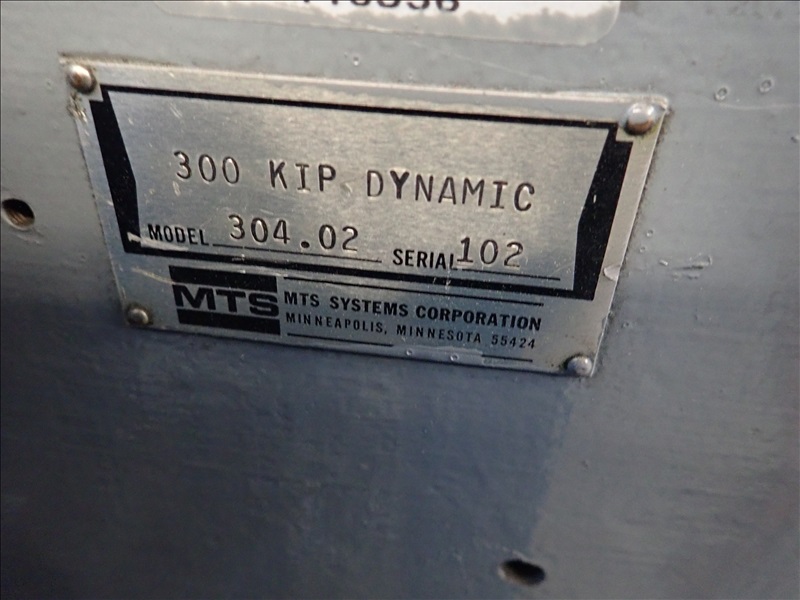 300 KIP DYNAMIC
MODEL 304.02 SERIAL 102
MTS MTS SYSTEMS CORPORATION
MINNEAPOLIS, MINNESOTA 55424